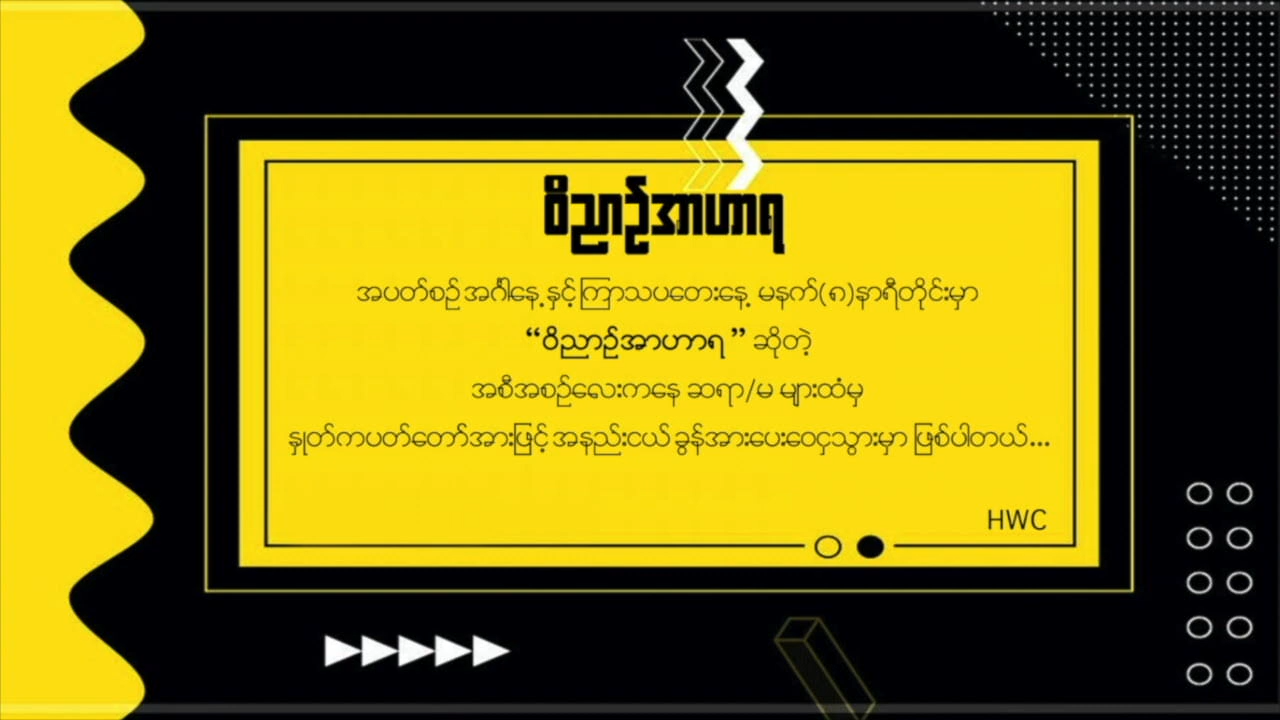 ဝိညာဉ်အာဟာရ
အပတ်စဉ် အင်္ဂါနေ့ နှင့် ကြာသပတေးနေ့ မနက်(၈)နာရီတိုင်းမှာ
“ဝိညာဉ်အာဟာရ ” ဆိုတဲ့
အစီအစဉ်လေးကနေ ဆရာ/မ များထံမှ
နှုတ်ကပတ်တော်အားဖြင့် အနည်းငယ် ခွန်အားပေးဝေငှသွားမှာ ဖြစ်ပါတယ်...
HWC